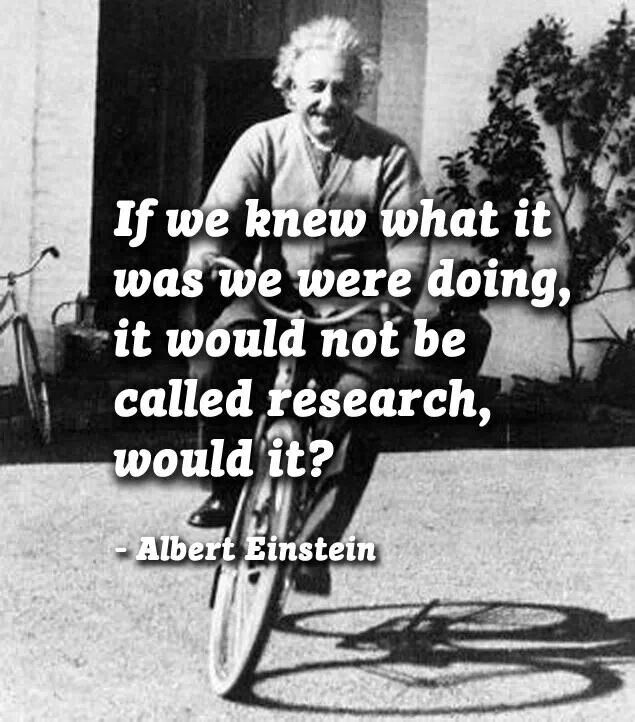 If we knew what it
was we were doing,
it would not be
called research,
would it?
- Albert Einstein